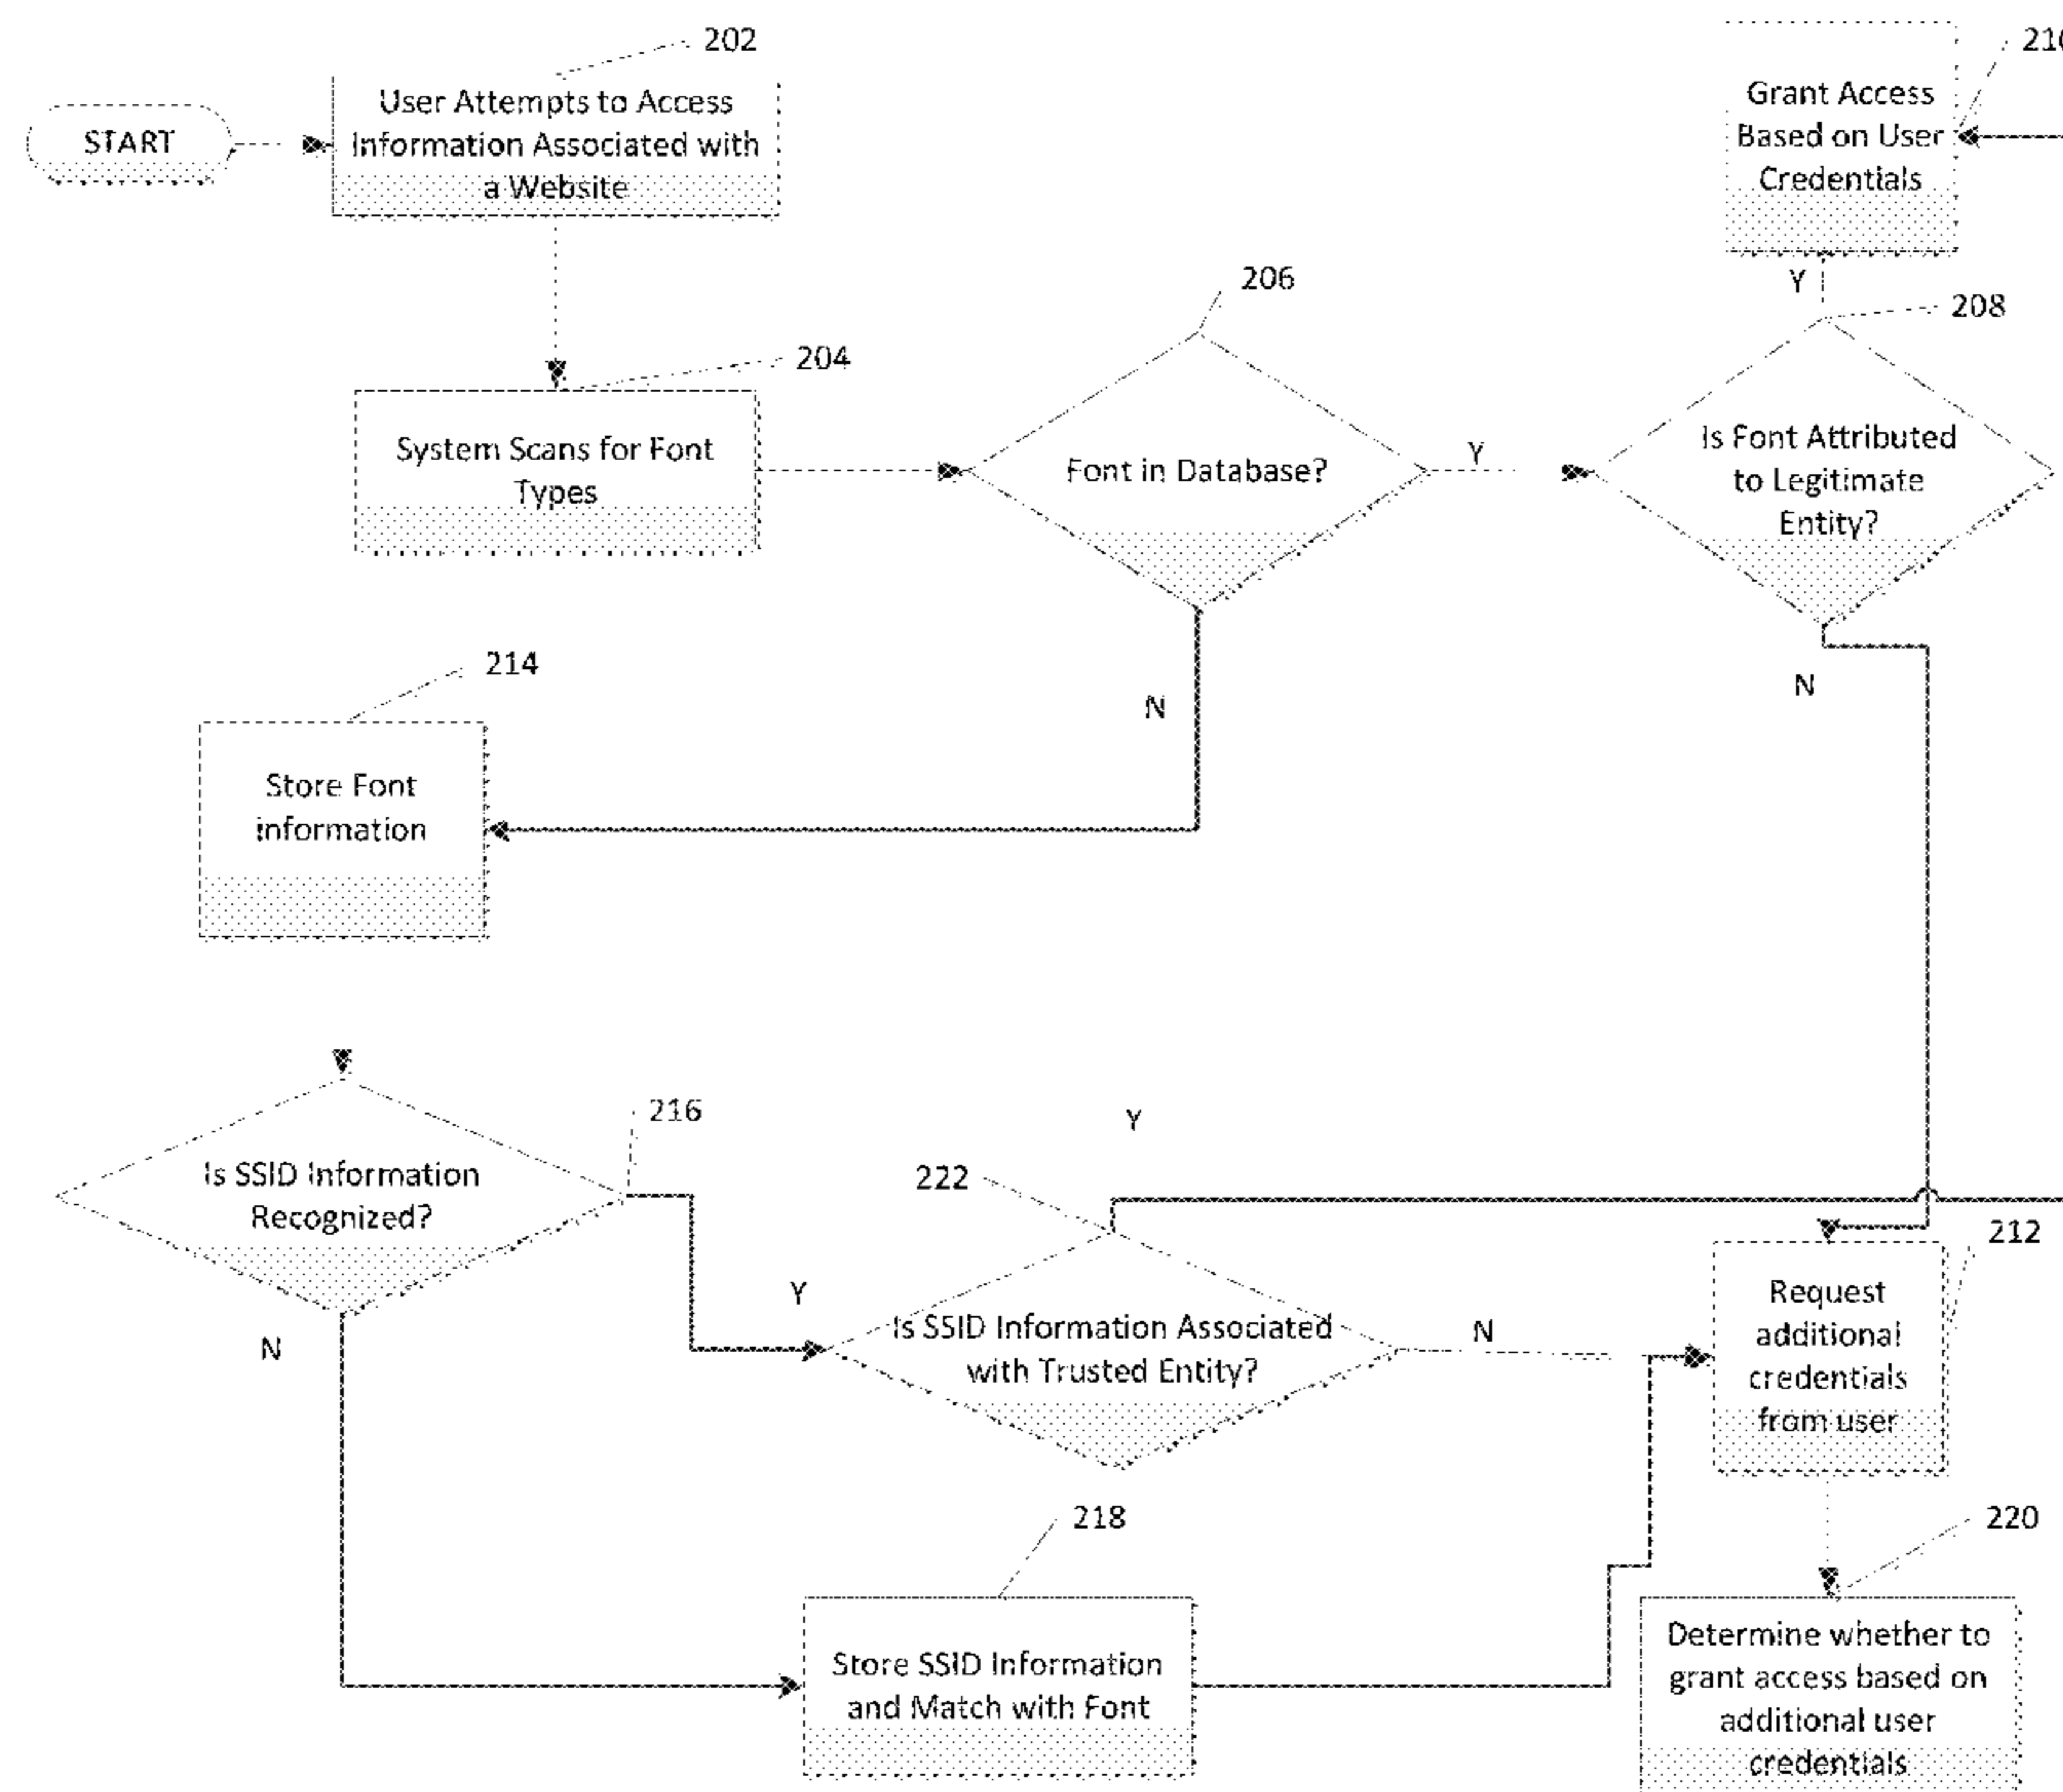 202
START
User Attempts to Access
Information Associated with
a Website
Grant Access
Based on User
Credentials
Y
206
208
204
System Scans for Font
Types
Font in Database?
Y
Is Font Attributed
to Legitimate
Entity?
N
N
214
Store Font
information
216
Is SSID Information
Recognized?
Y
N
Y
222
Is SSID Information Associated
with Trusted Entity?
N
212
Request
additional
credentials
from user
218
Store SSID Information
and Match with Font
220
Determine whether to
grant access based on
additional user
credentials